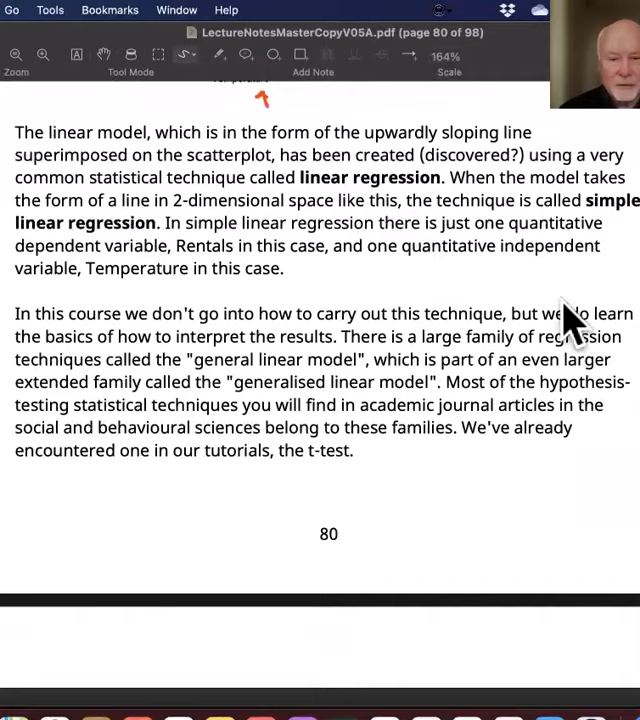 Go Tools Bookmarks Window Help
LectureNotesMasterCopyV05A.pdf (page 80 of 98)
164%
Zoom Tool Mode Add Note Scale
The linear model, which is in the form of the upwardly sloping line
superimposed on the scatterplot, has been created (discovered?) using a very
common statistical technique called linear regression. When the model takes
the form of a line in 2-dimensional space like this, the technique is called simple
linear regression. In simple linear regression there is just one quantitative
dependent variable, Rentals in this case, and one quantitative independent
variable, Temperature in this case.
In this course we don't go into how to carry out this technique, but we do learn
the basics of how to interpret the results. There is a large family of regression
techniques called the "general linear model", which is part of an even larger
extended family called the "generalised linear model". Most of the hypothesis-
testing statistical techniques you will find in academic journal articles in the
social and behavioural sciences belong to these families. We've already
encountered one in our tutorials, the t-test.
80